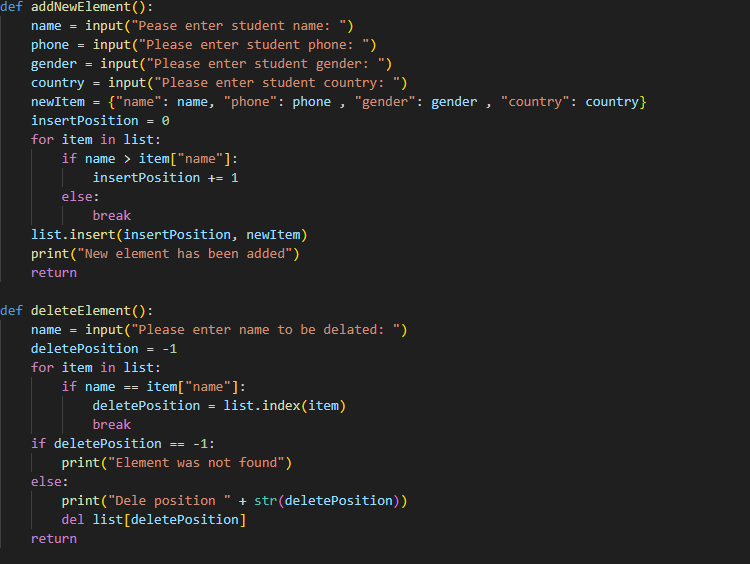 def addNewElement():
    name = input("Pease enter student name: ")
    phone = input("Please enter student phone: ")
    gender = input("Please enter student gender: ")
    country = input("Please enter student country: ")
    newItem = {"name": name, "phone": phone , "gender": gender , "country": country}
    insertPosition = 0
    for item in list:
        if name > item["name"]:
            insertPosition += 1
        else:
            break
    list.insert(insertPosition, newItem)
    print("New element has been added")
    return

def deleteElement():
    name = input("Please enter name to be delated: ")
    deletePosition = -1
    for item in list:
        if name == item["name"]:
            deletePosition = list.index(item)
            break
    if deletePosition == -1:
        print("Element was not found")
    else:
        print("Dele position " + str(deletePosition))
        del list[deletePosition]
    return